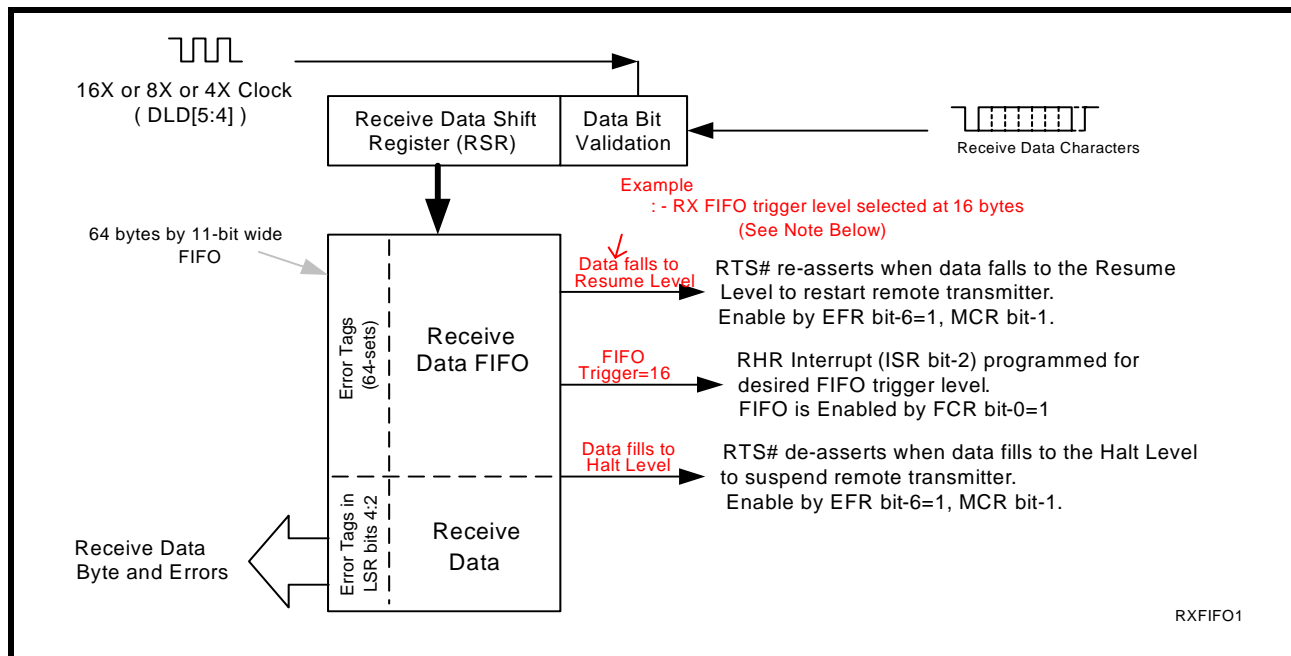 16X or 8X or 4X Clock
( DLD[5:4] )
Receive Data Shift
Register (RSR)
Data Bit
Validation
Receive Data Characters
Example
: - RX FIFO trigger level selected at 16 bytes
(See Note Below)
64 bytes by 11-bit wide
FIFO
Data falls to
Resume Level
RTS# re-asserts when data falls to the Resume
Level to restart remote transmitter.
Enable by EFR bit-6=1, MCR bit-1.
Error Tags
(64-sets)
Receive
Data FIFO
FIFO
Trigger=16
RHR Interrupt (ISR bit-2) programmed for
desired FIFO trigger level.
FIFO is Enabled by FCR bit-0=1
Data fills to
Halt Level
RTS# de-asserts when data fills to the Halt Level
to suspend remote transmitter.
Enable by EFR bit-6=1, MCR bit-1.
Error Tags in
LSR bits 4:2
Receive
Data
Receive Data
Byte and Errors
RXFIFO1